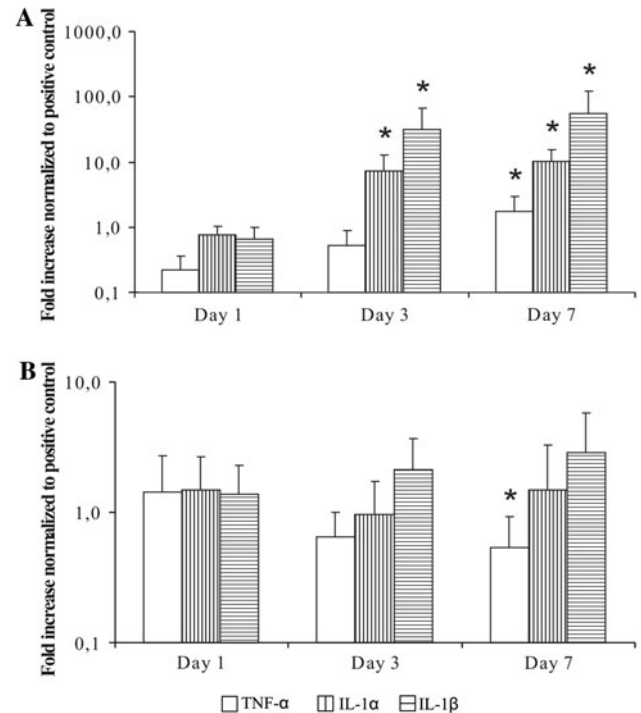 A
Fold increase normalized to positive control
1000,0
100,0
10,0
1,0
0,1
* * * * *
Day 1 Day 3 Day 7
B
Fold increase normalized to positive control
10,0
1,0
0,1
*
Day 1 Day 3 Day 7
TNF-α IL-1α IL-1β